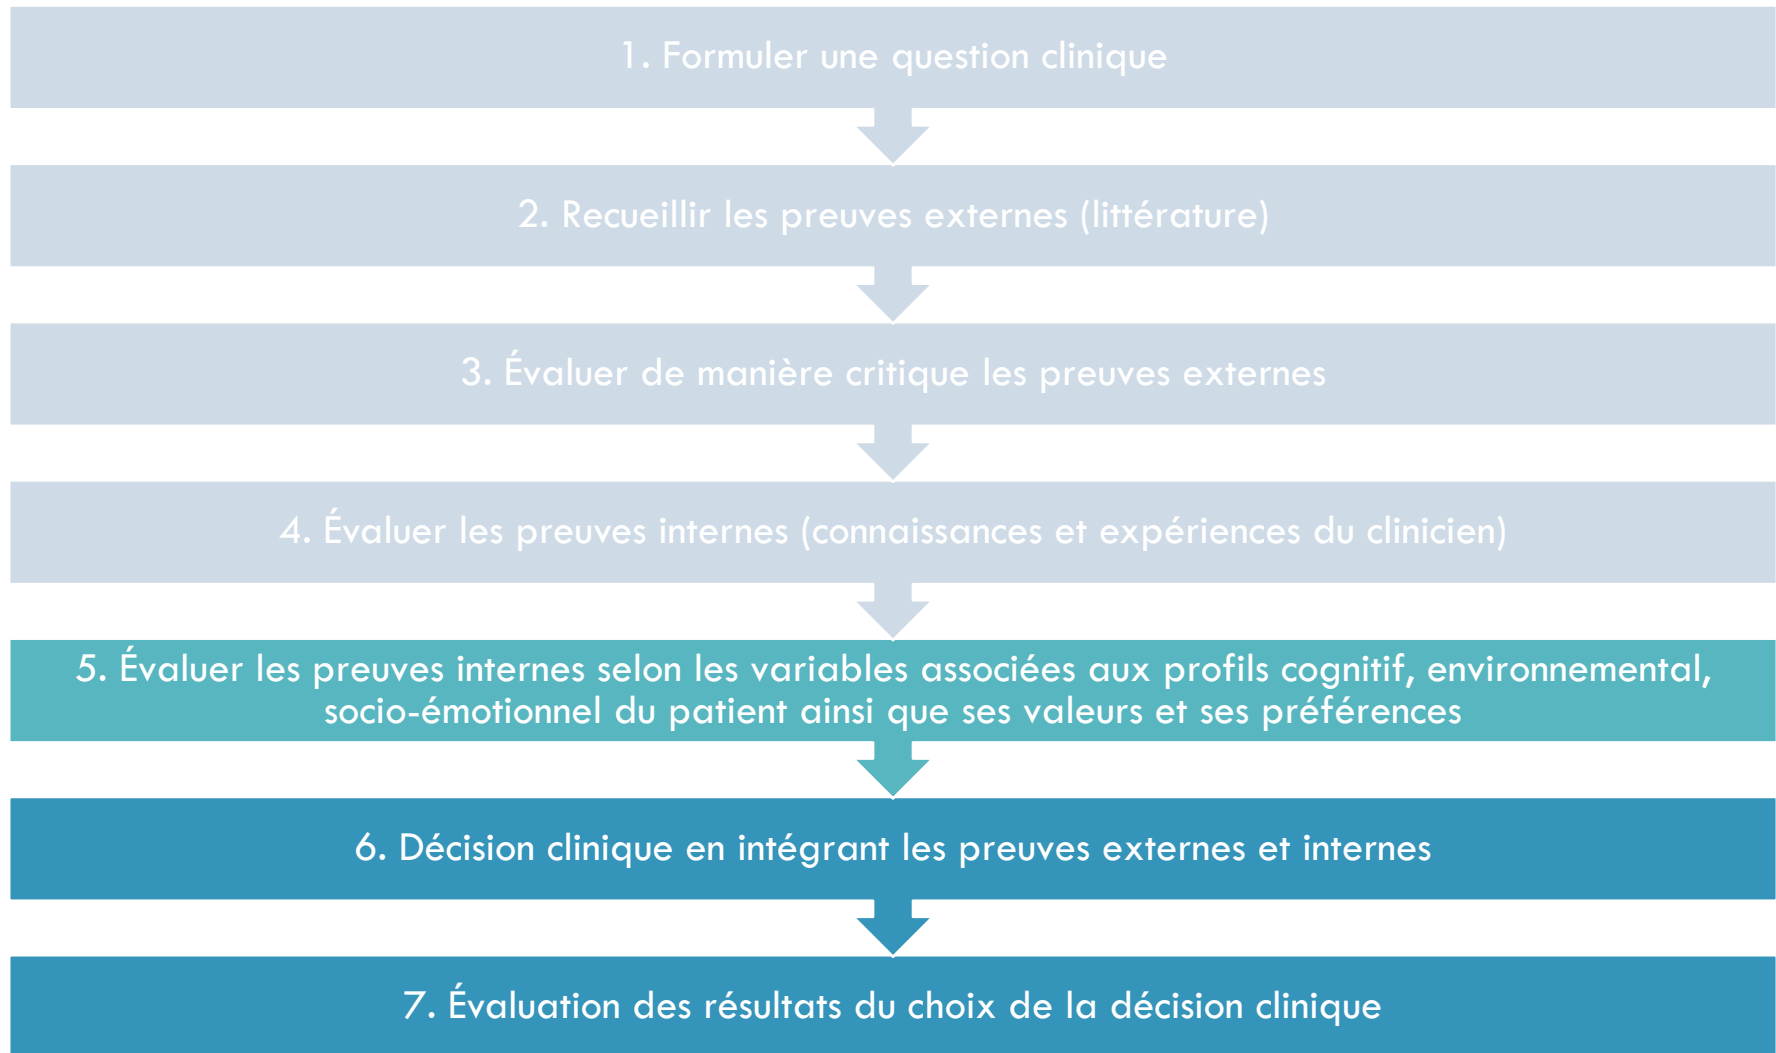 1. Formuler une question clinique
2. Recueillir les preuves externes (littérature)
3. Évaluer de manière critique les preuves externes
4. Évaluer les preuves internes (connaissances et expériences du clinicien)
5. Évaluer les preuves internes selon les variables associées aux profils cognitif, environnemental,
socio-émotionnel du patient ainsi que ses valeurs et ses préférences
6. Décision clinique en intégrant les preuves externes et internes
7. Évaluation des résultats du choix de la décision clinique